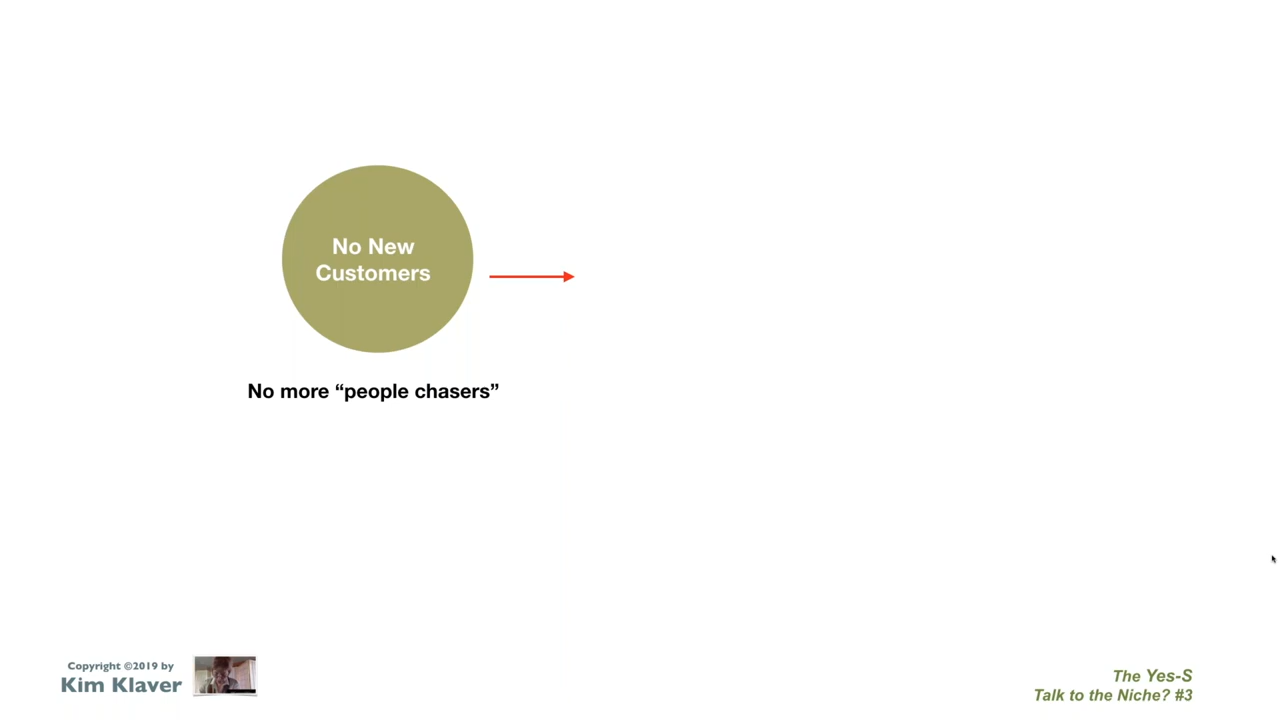 No New
Customers
No more “people chasers”
Copyright ©2019 by
Kim Klaver
The Yes-S
Talk to the Niche? #3